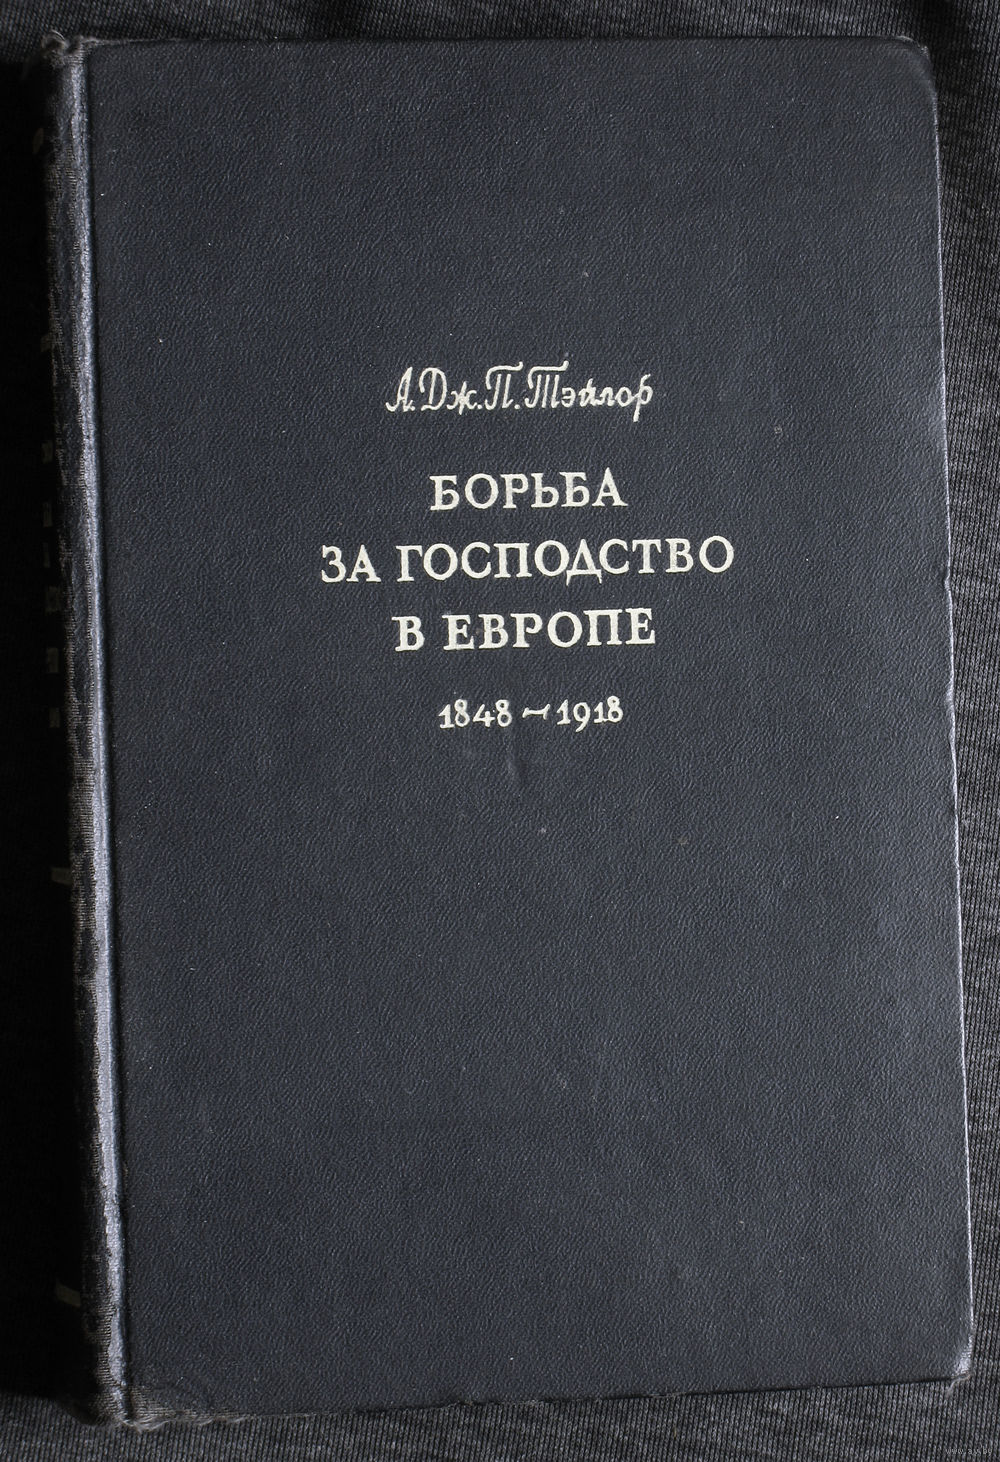 А. Дж. П. Тэйлор
БОРЬБА
ЗА ГОСПОДСТВО
В ЕВРОПЕ
1848 ~ 1918